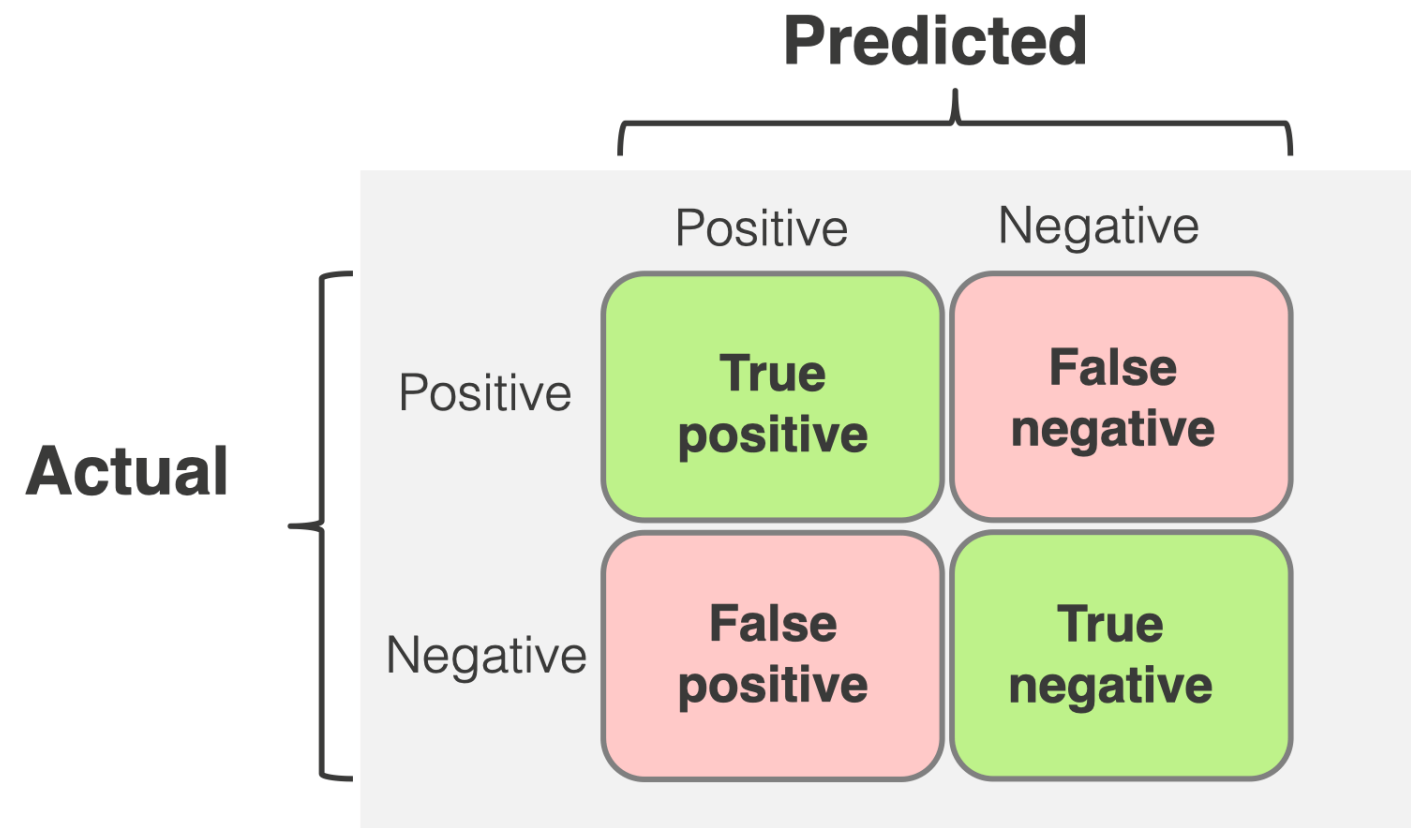 Predicted
Positive Negative
Positive
True
positive
False
negative
Actual
Negative
False
positive
True
negative